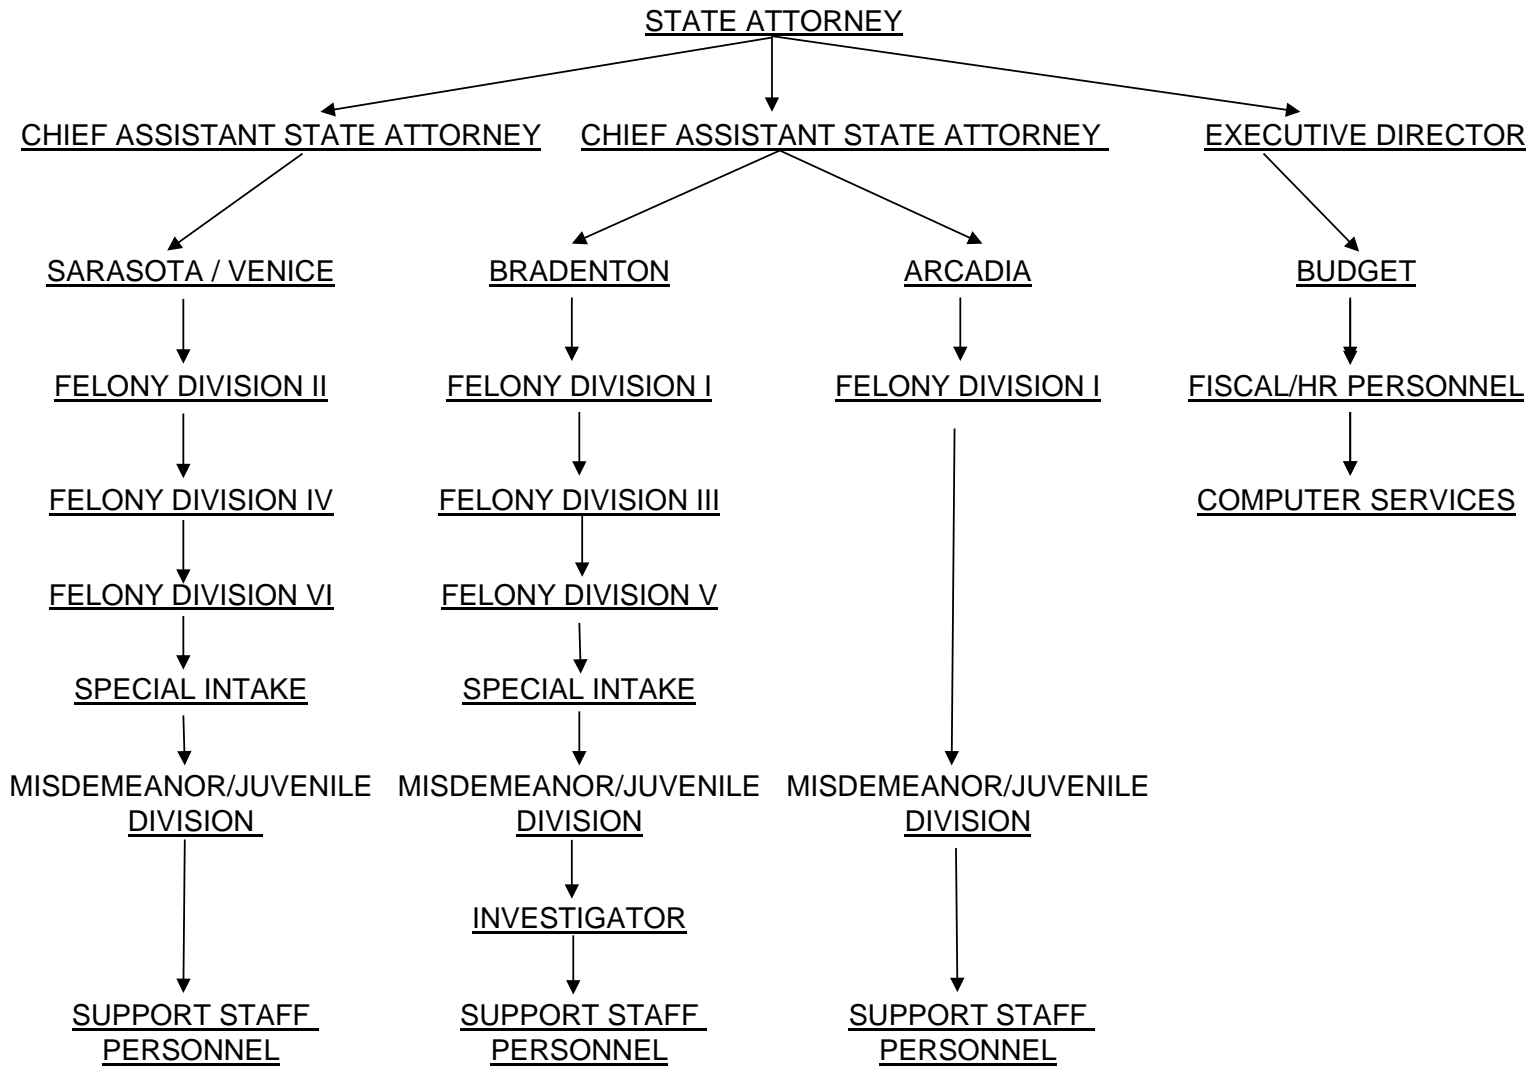 STATE ATTORNEY
CHIEF ASSISTANT STATE ATTORNEY
CHIEF ASSISTANT STATE ATTORNEY
EXECUTIVE DIRECTOR
SARASOTA / VENICE
BRADENTON
ARCADIA
BUDGET
FELONY DIVISION II
FELONY DIVISION I
FELONY DIVISION I
FISCAL/HR PERSONNEL
FELONY DIVISION IV
FELONY DIVISION III
COMPUTER SERVICES
FELONY DIVISION VI
FELONY DIVISION V
SPECIAL INTAKE
SPECIAL INTAKE
MISDEMEANOR/JUVENILE
DIVISION
MISDEMEANOR/JUVENILE
DIVISION
MISDEMEANOR/JUVENILE
DIVISION
INVESTIGATOR
SUPPORT STAFF
PERSONNEL
SUPPORT STAFF
PERSONNEL
SUPPORT STAFF
PERSONNEL